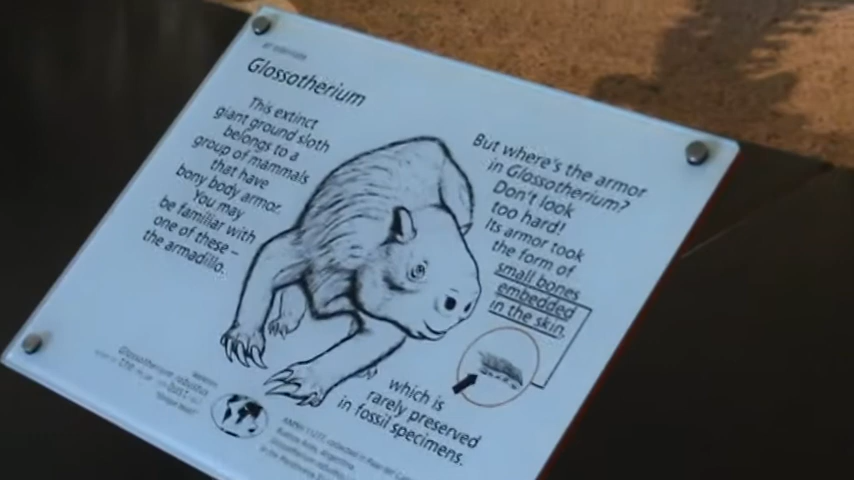 Glossotherium
This extinct
giant ground sloth
belongs to a
group of mammals
that have
bony body armor.
You may
be familiar with
one of these –
the armadillo.
But where's the armor
in Glossotherium?
Don't look
too hard!
Its armor took
the form of
small bones
embedded
in the skin,
which is
rarely preserved
in fossil specimens.
Glossotherium robustus